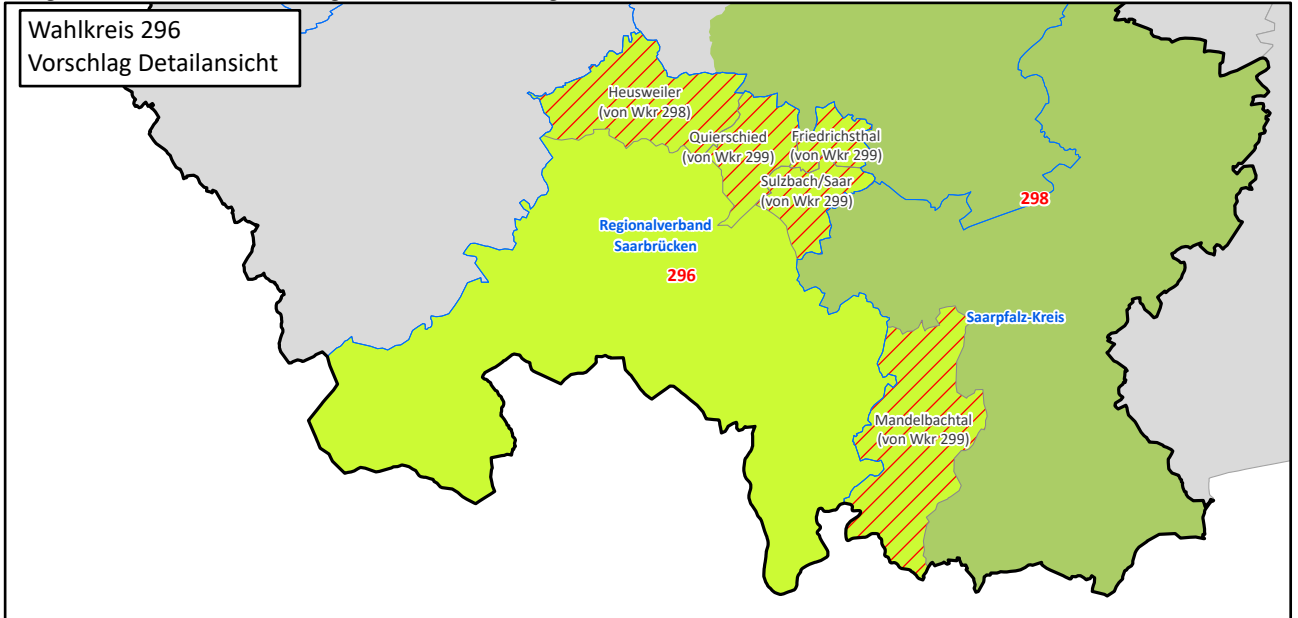 Wahlkreis 296
Vorschlag Detailansicht
Heusweiler
(von Wkr 298)
Quierschied
(von Wkr 299)
Friedrichsthal
(von Wkr 299)
Sulzbach/Saar
(von Wkr 299)
298
Regionalverband
Saarbrücken
296
Saarpfalz-Kreis
Mandelbachtal
(von Wkr 299)